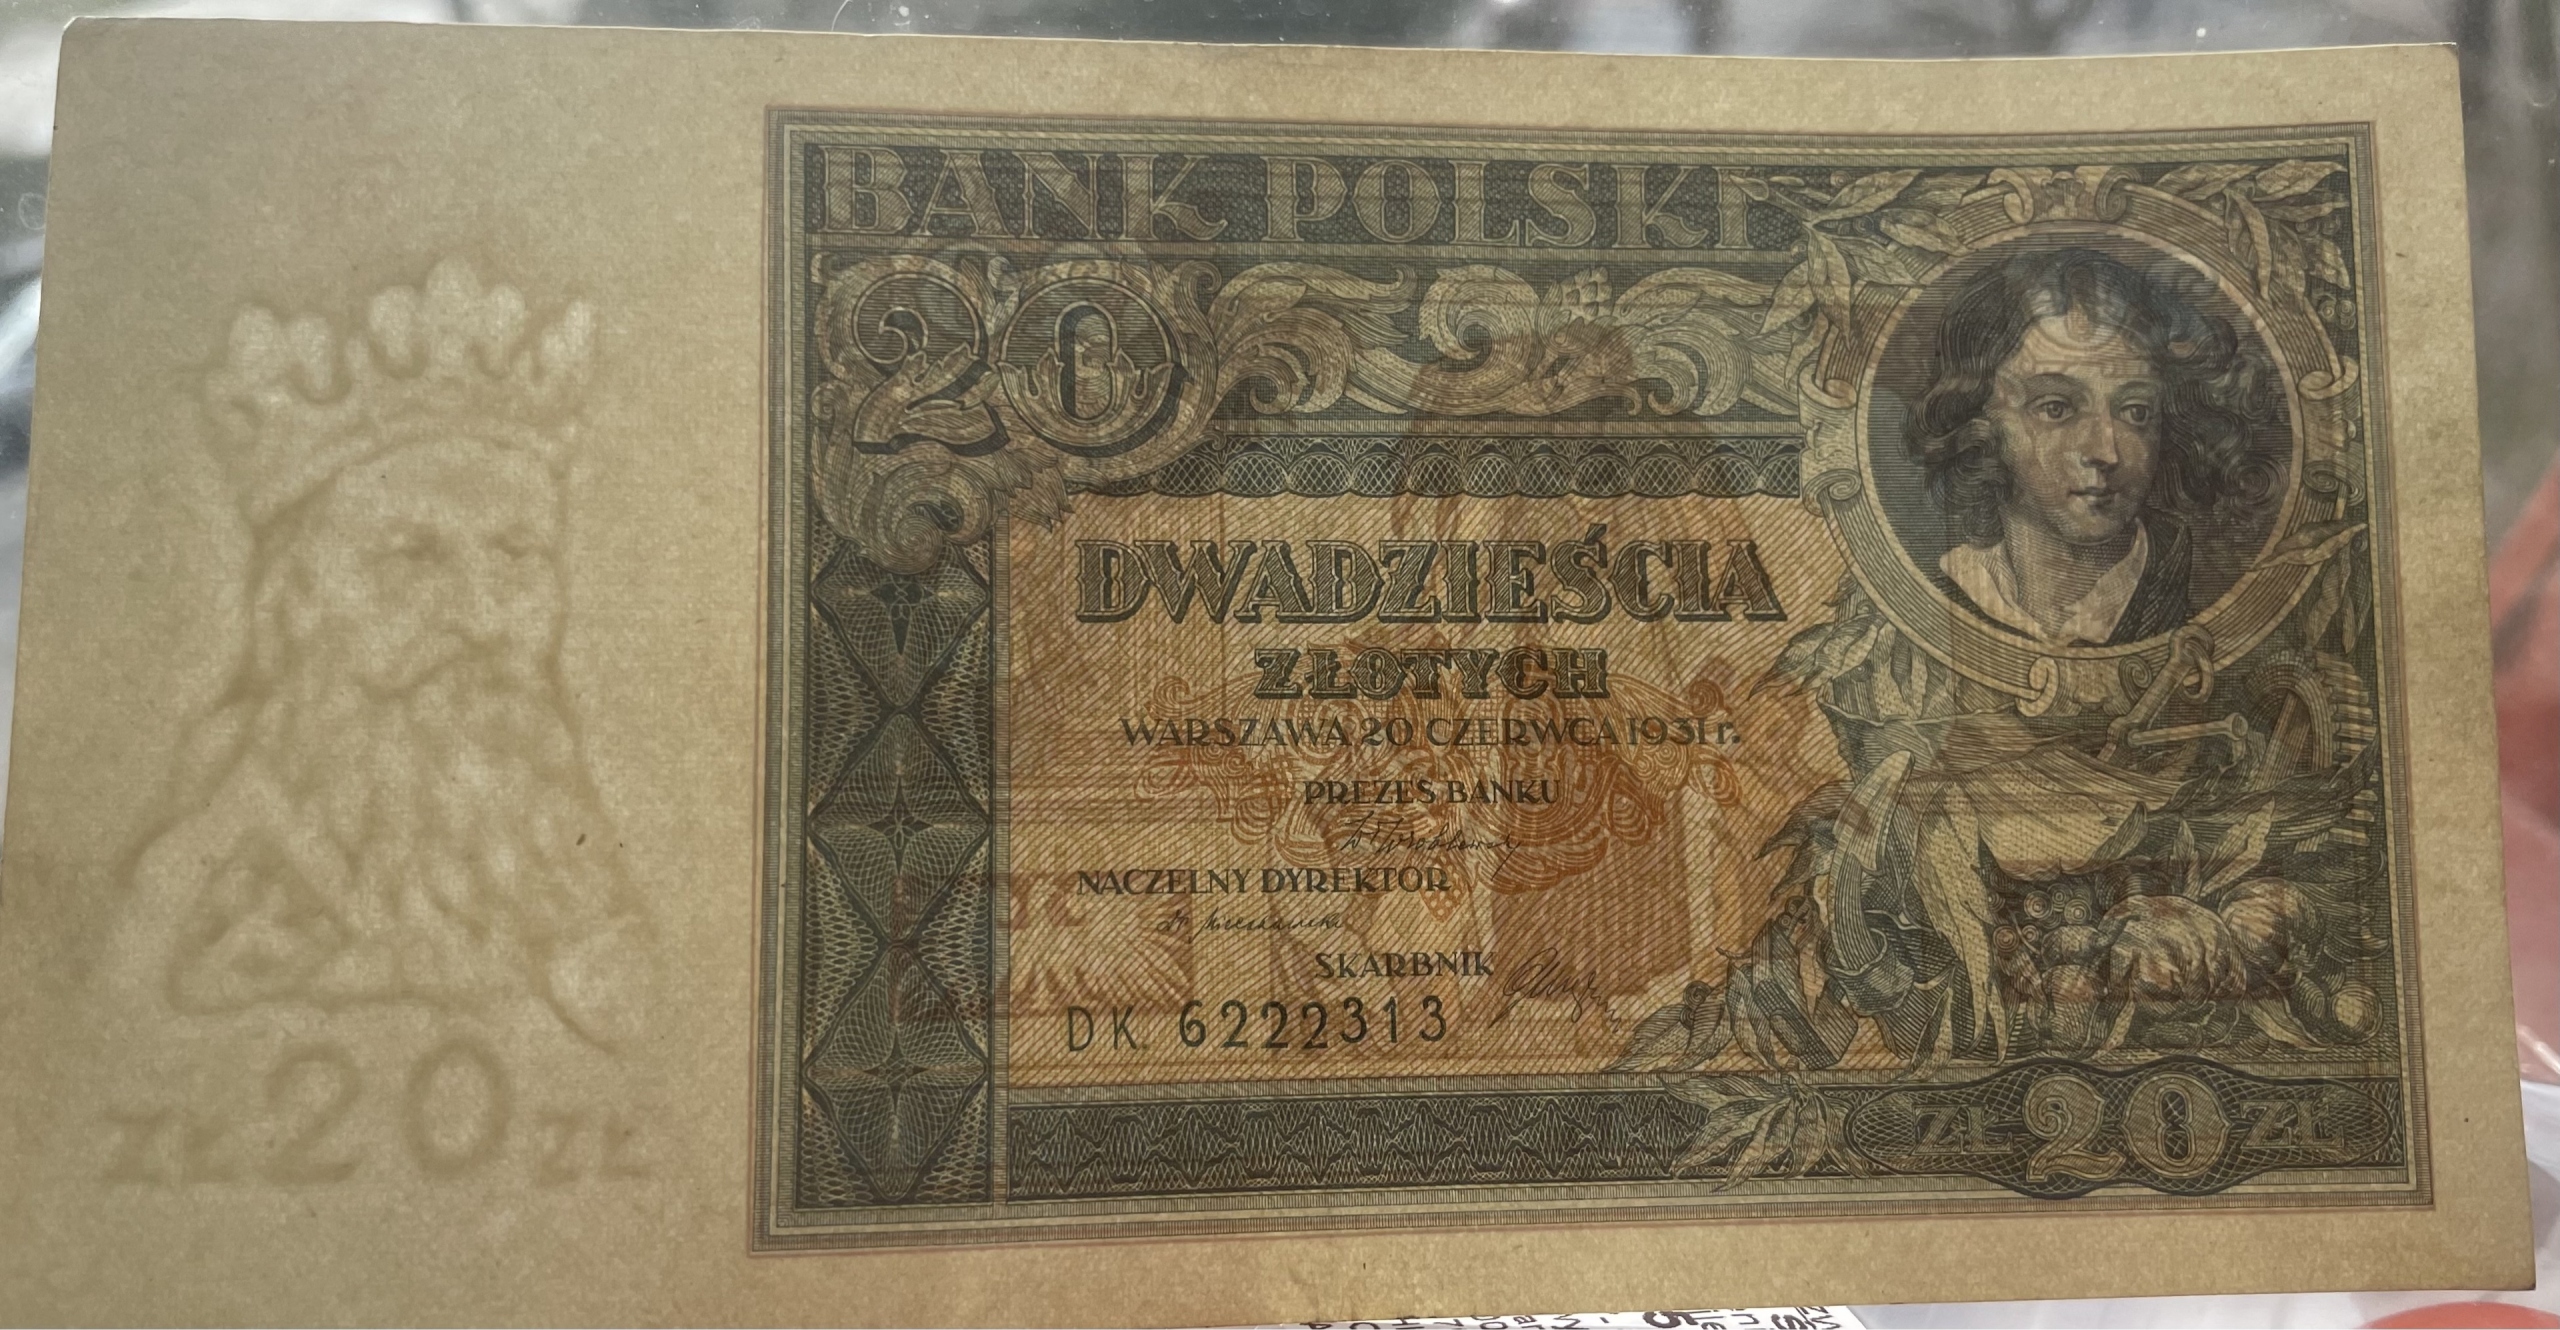 BANK POLSKI
20
DWADZIEŚCIA
ZŁOTYCH
WARSZAWA 20 CZERWCA 1931 r.
PREZES BANKU
NACZELNY DYREKTOR
SKARBNIK
DK 6222313
ZŁ 20 ZŁ
ZŁ 20 ZŁ